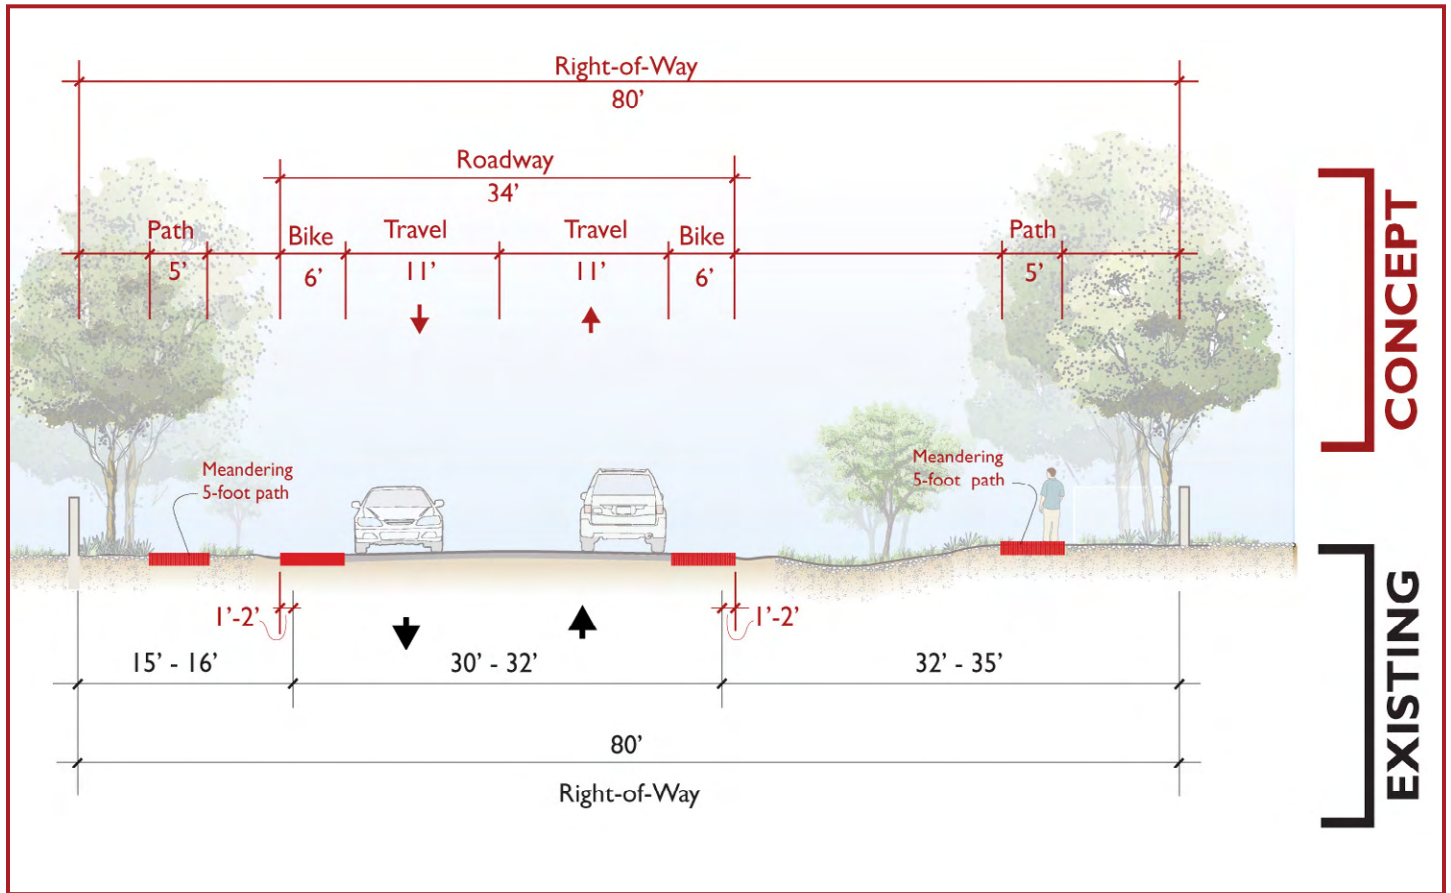 Right-of-Way
80’
Roadway
34’
Path
Bike
Travel
Travel
Bike
Path
5’
6’
11’
11’
6’
5’
CONCEPT
Meandering
5-foot path
Meandering
5-foot path
1’-2’
1’-2’
15’ - 16’
30’ - 32’
32’ - 35’
80’
Right-of-Way
EXISTING